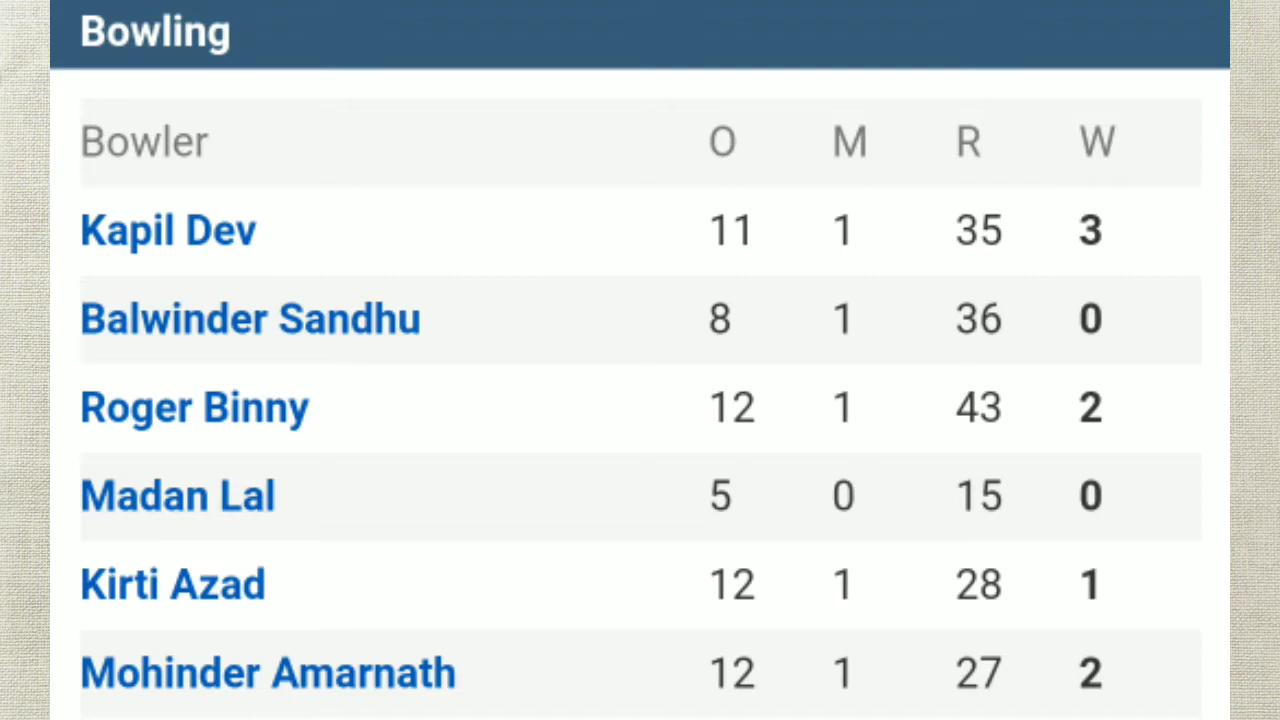 Bowling
Bowler O M R W
Kapil Dev 11 1 35 3
Balwinder Sandhu 8 1 36 0
Roger Binny 12 1 43 2
Madan Lal 5 0 15 0
Kirti Azad 12 1 28 1
Mohinder Amarnath 12 1 27 2